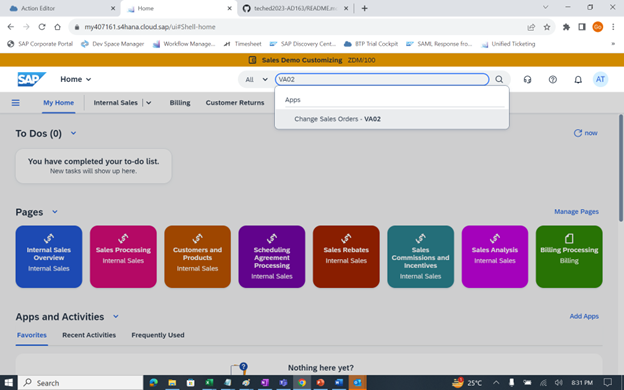 Action Editor
Home
teched2023-AD163/README.m
my407161.s4hana.cloud.sap/ui#Shell-home
Go
SAP Corporate Portal
Dev Space Manager
Workflow Manage...
Timesheet
SAP Discovery Cent...
BTP Trial Cockpit
SAML Response fro...
Unified Ticketing
Sales Demo Customizing ZDM/100
SAP
Home
All
VA02
AT
My Home
Internal Sales
Billing
Customer Returns
Apps
Change Sales Orders - VA02
To Dos (0)
now
You have completed your to-do list.
New tasks will show up here.
Pages
Manage Pages
Internal Sales Overview
Internal Sales
Sales Processing
Internal Sales
Customers and Products
Internal Sales
Scheduling Agreement Processing
Internal Sales
Sales Rebates
Internal Sales
Sales Commissions and Incentives
Internal Sales
Sales Analysis
Internal Sales
Billing Processing
Billing
Apps and Activities
Add Apps
Favorites
Recent Activities
Frequently Used
Nothing here yet?
Search
25°C
8:31 PM